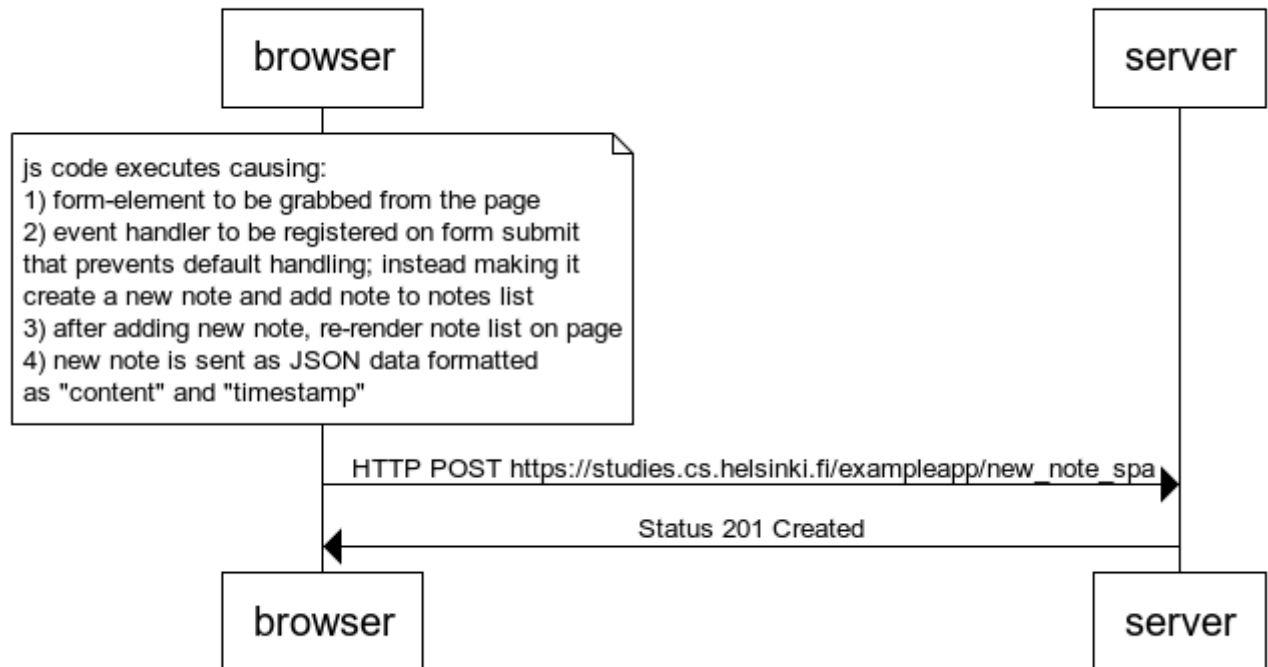 browser
server
js code executes causing:
1) form-element to be grabbed from the page
2) event handler to be registered on form submit
that prevents default handling; instead making it
create a new note and add note to notes list
3) after adding new note, re-render note list on page
4) new note is sent as JSON data formatted
as "content" and "timestamp"
HTTP POST https://studies.cs.helsinki.fi/exampleapp/new_note_spa
Status 201 Created
browser
server